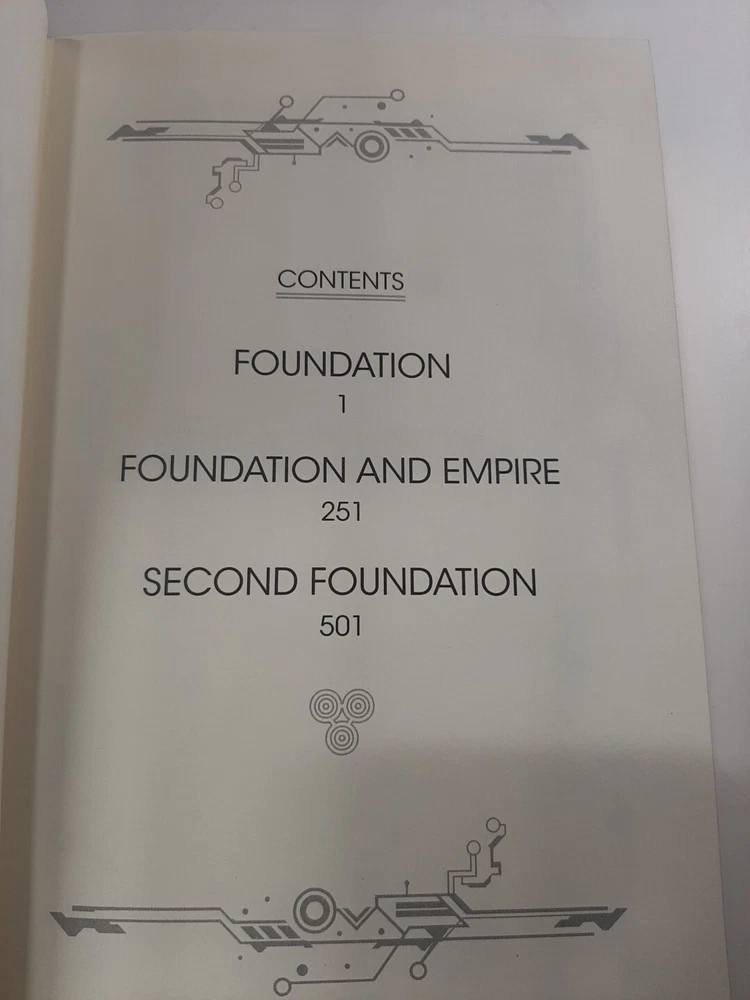 CONTENTS
FOUNDATION
1
FOUNDATION AND EMPIRE
251
SECOND FOUNDATION
501